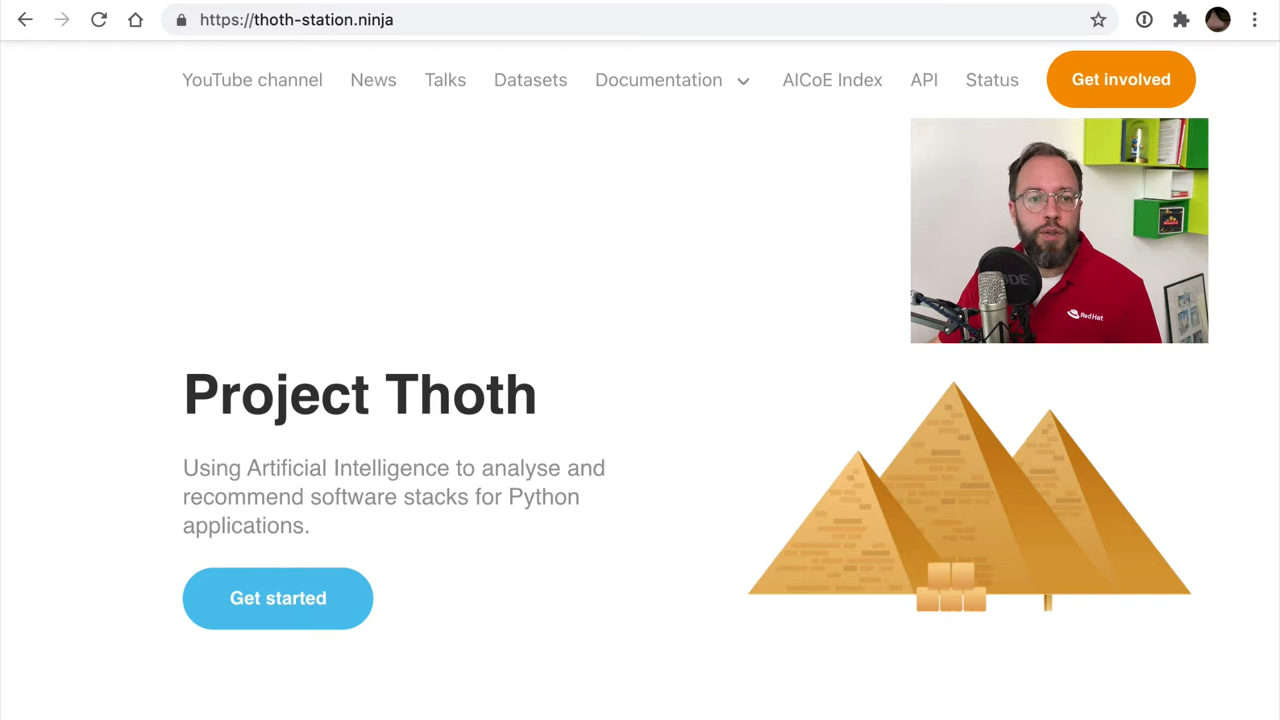 https://thoth-station.ninja
YouTube channel News Talks Datasets Documentation AICoE Index API Status Get involved
RODE
Red Hat
Project Thoth
Using Artificial Intelligence to analyse and
recommend software stacks for Python
applications.
Get started